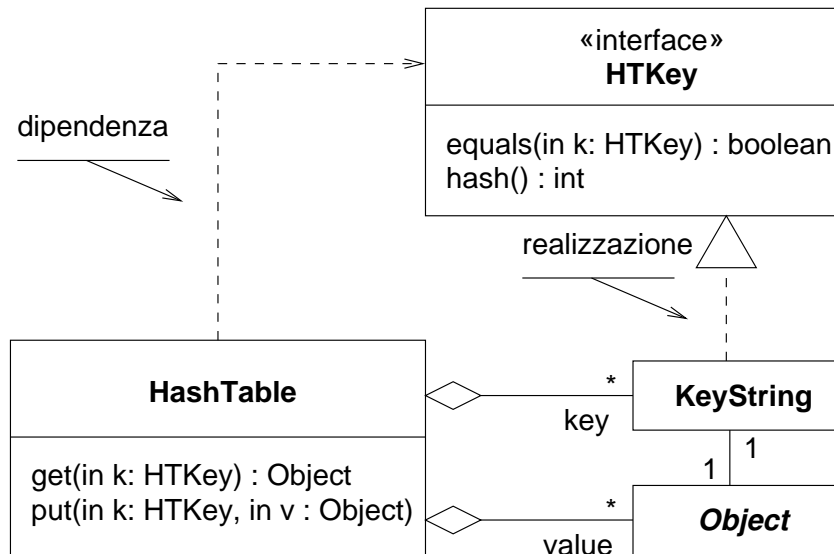 «interface»
HTKey
dipendenza
equals(in k: HTKey) : boolean
hash() : int
realizzazione
HashTable
*
KeyString
key
1
1
get(in k: HTKey) : Object
put(in k: HTKey, in v : Object)
*
Object
value